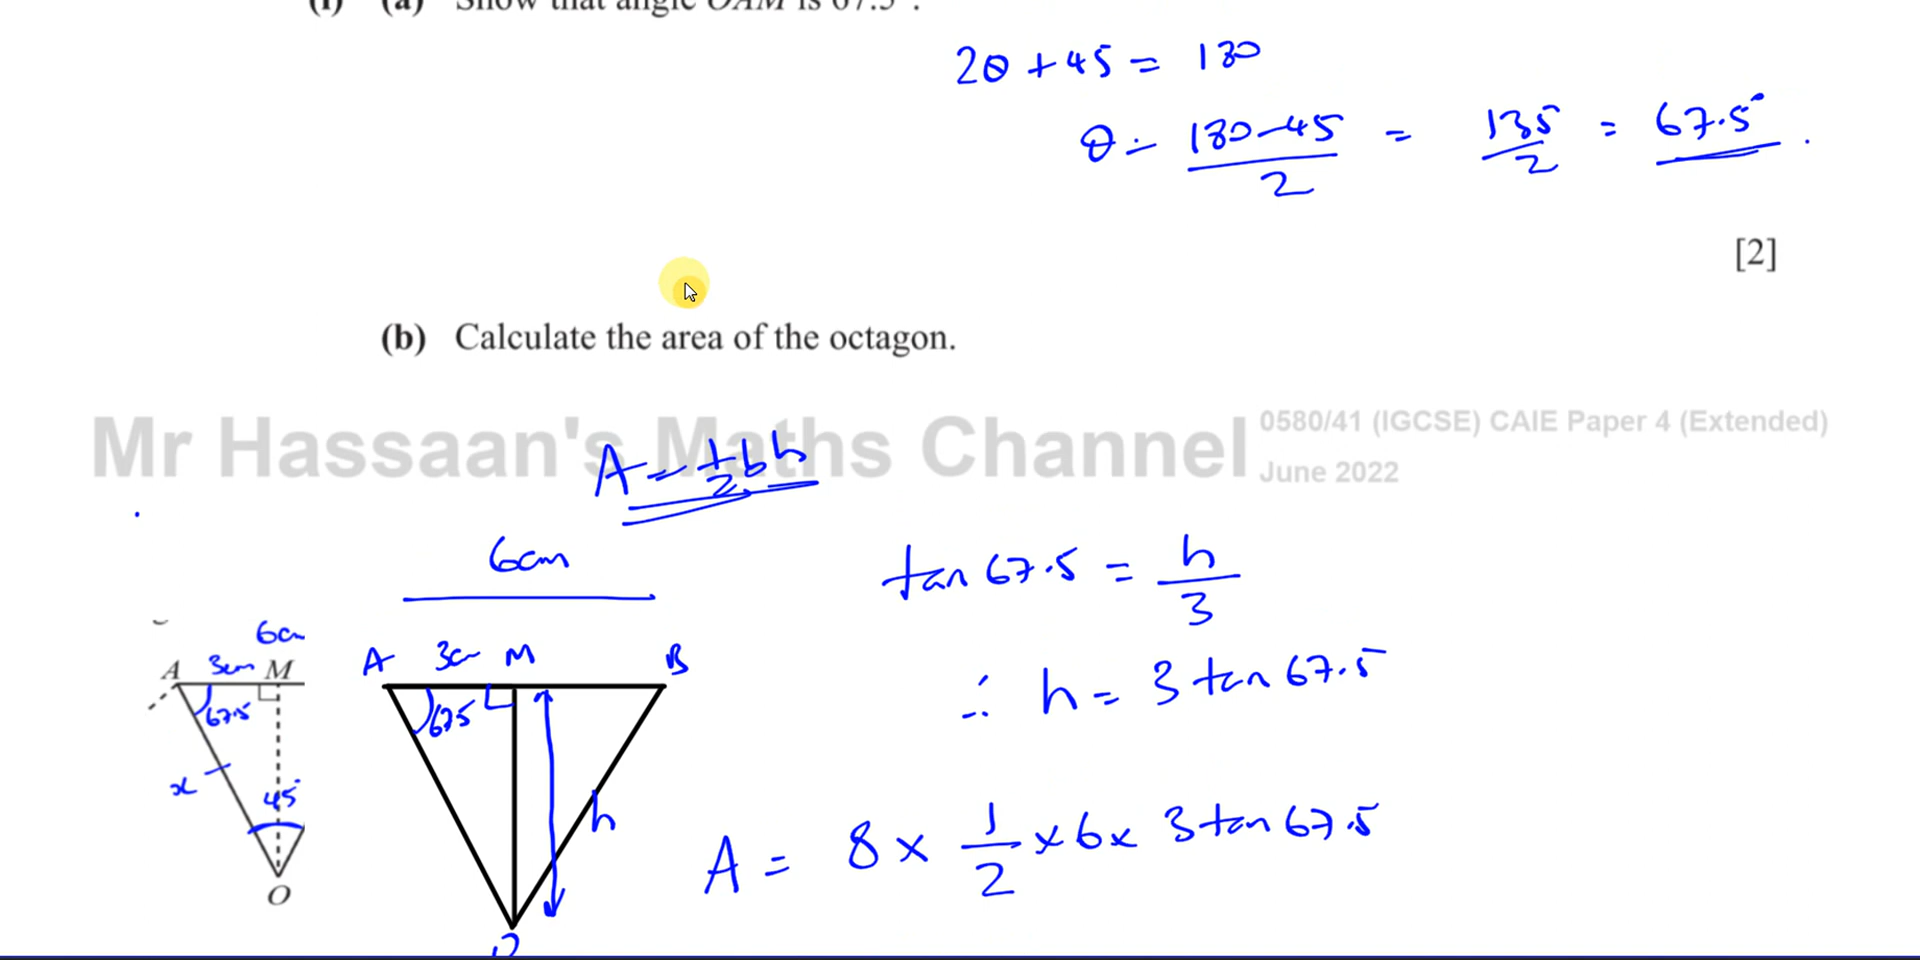 (i) (a) Show that angle OAM is 67.5°.
2θ + 45 = 180
θ = 180-45/2 = 135/2 = 67.5° .
[2]
(b) Calculate the area of the octagon.
Mr Hassaan's Maths Channel
0580/41 (IGCSE) CAIE Paper 4 (Extended)
June 2022
A = 1/2 b h
6cm
tan 67.5 = h/3
6c
A 3cm M
67.5
x
45°
O
A 3c M B
67.5
h
∴ h = 3 tan 67.5
A = 8 × 1/2 × 6 × 3 tan 67.5